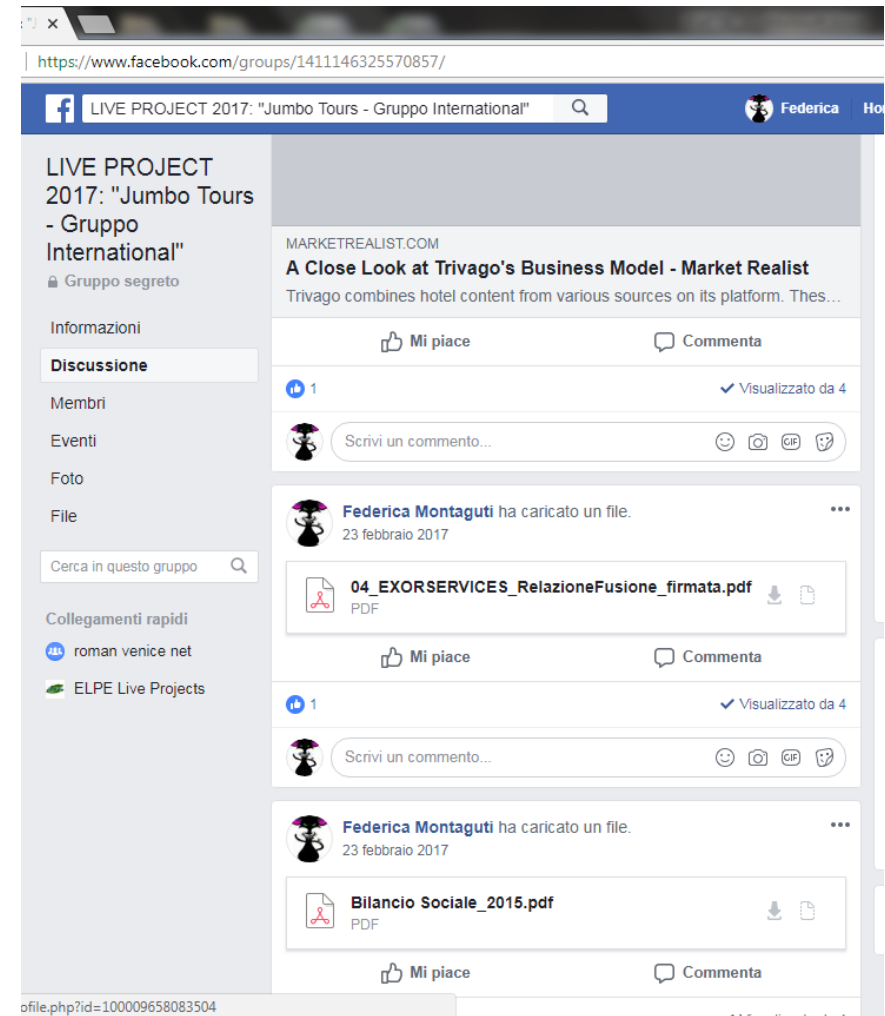 https://www.facebook.com/groups/1411146325570857/
LIVE PROJECT 2017: "Jumbo Tours - Gruppo International"
Federica
LIVE PROJECT
2017: "Jumbo Tours
- Gruppo
International"
Gruppo segreto
Informazioni
Discussione
Membri
Eventi
Foto
File
Cerca in questo gruppo
Collegamenti rapidi
roman venice net
ELPE Live Projects
MARKETREALIST.COM
A Close Look at Trivago's Business Model - Market Realist
Trivago combines hotel content from various sources on its platform. Thes...
Mi piace Commenta
1 Visualizzato da 4
Scrivi un commento... GIF
Federica Montaguti ha caricato un file.
23 febbraio 2017
04_EXORSERVICES_RelazioneFusione_firmata.pdf
PDF
Mi piace Commenta
1 Visualizzato da 4
Scrivi un commento... GIF
Federica Montaguti ha caricato un file.
23 febbraio 2017
Bilancio Sociale_2015.pdf
PDF
Mi piace Commenta
ofile.php?id=100009658083504